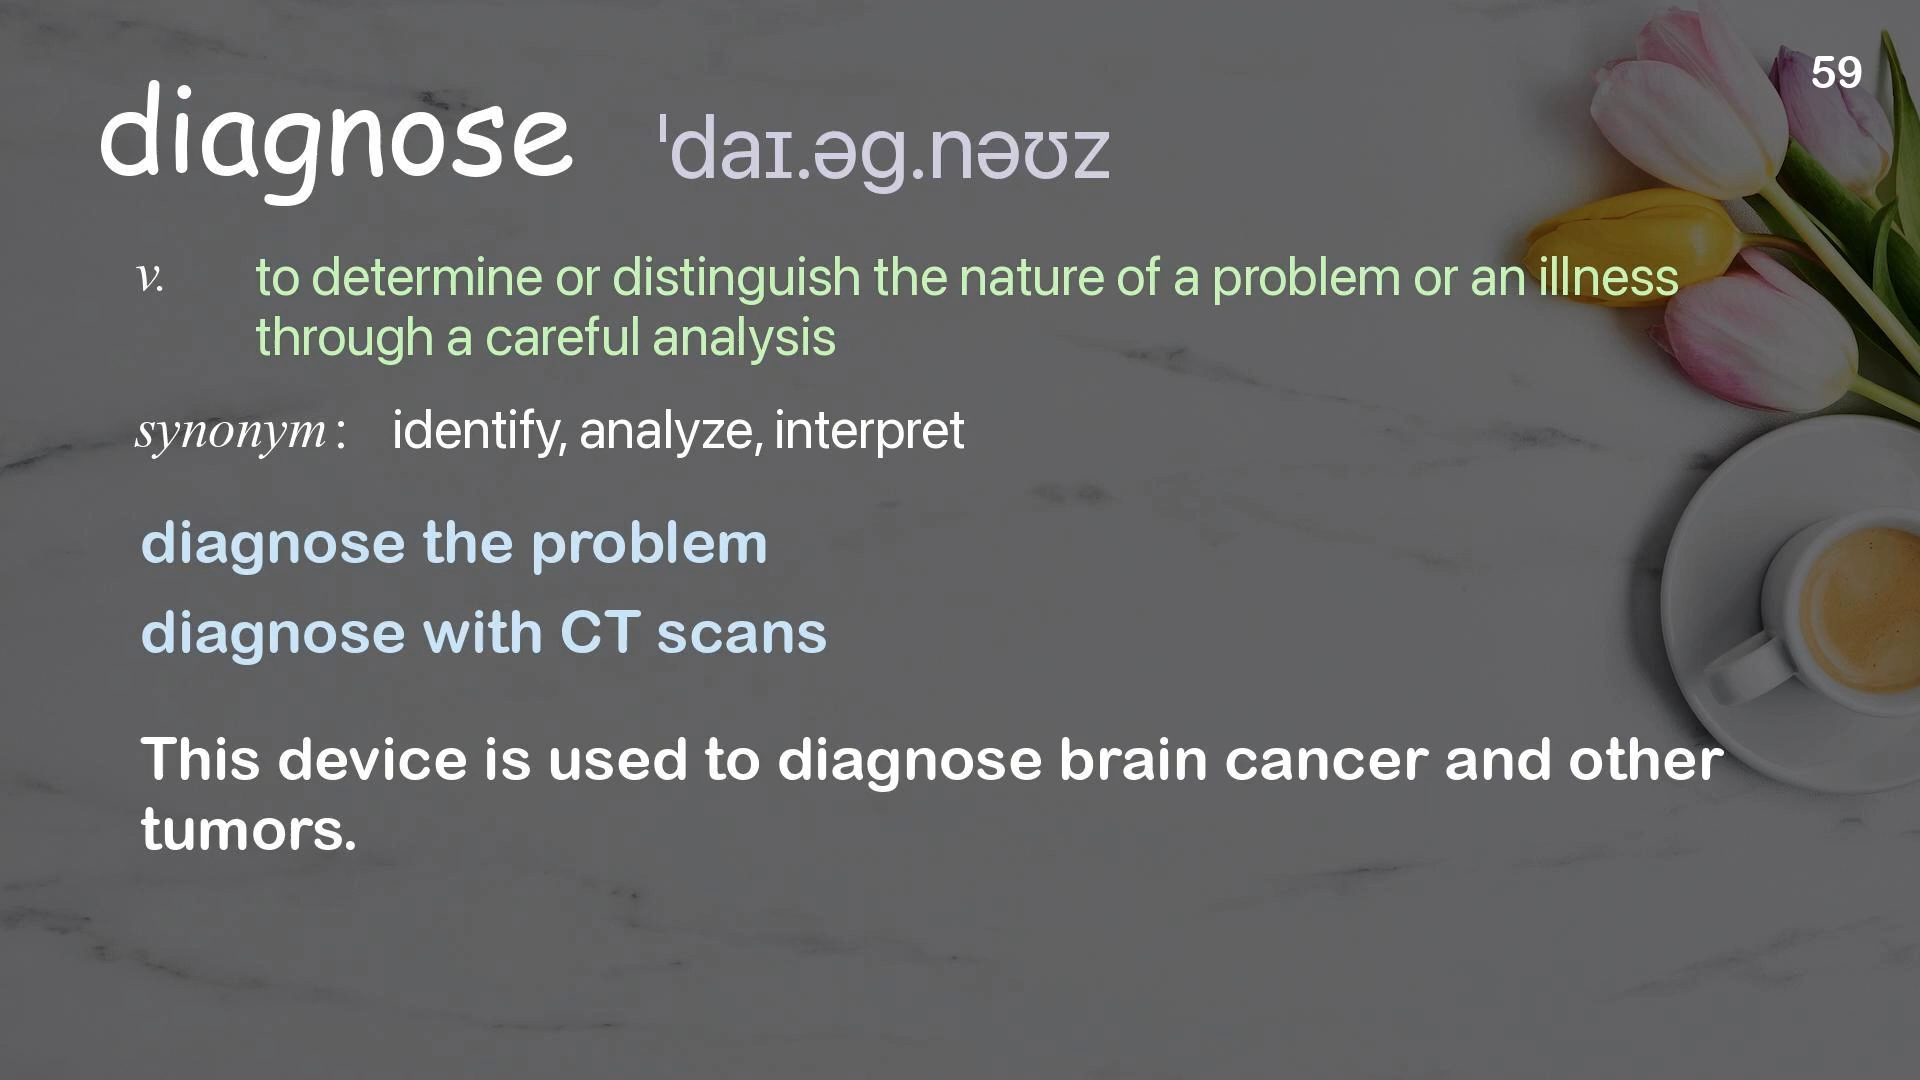 59
diagnose ˈdaɪ.əg.nəʊz
v. to determine or distinguish the nature of a problem or an illness
through a careful analysis
synonym: identify, analyze, interpret
diagnose the problem
diagnose with CT scans
This device is used to diagnose brain cancer and other
tumors.